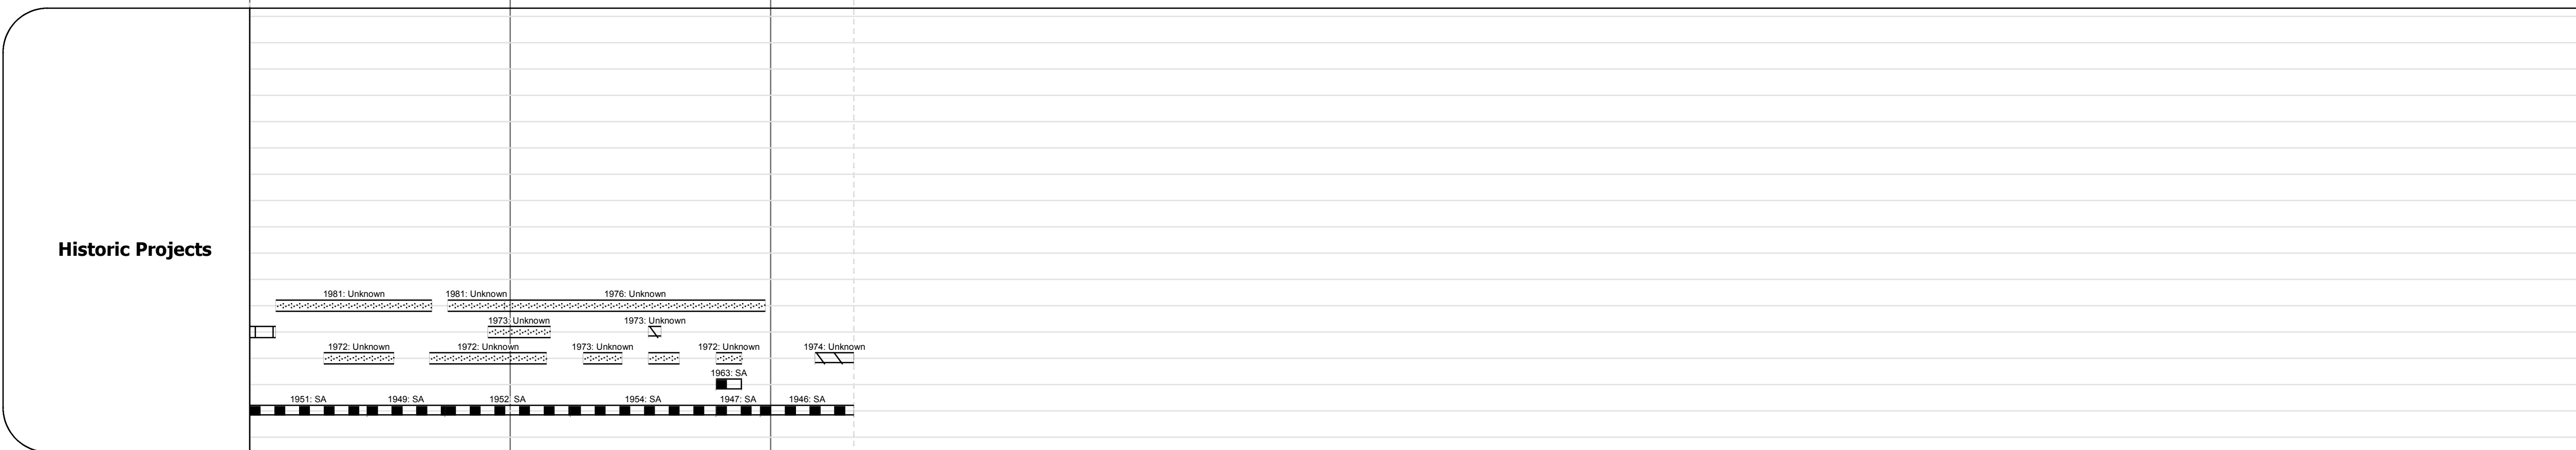 Historic Projects
1981: Unknown 1981: Unknown 1976: Unknown
1973: Unknown 1973: Unknown
1972: Unknown 1972: Unknown 1973: Unknown 1972: Unknown 1974: Unknown
1963: SA
1951: SA 1949: SA 1952: SA 1954: SA 1947: SA 1946: SA